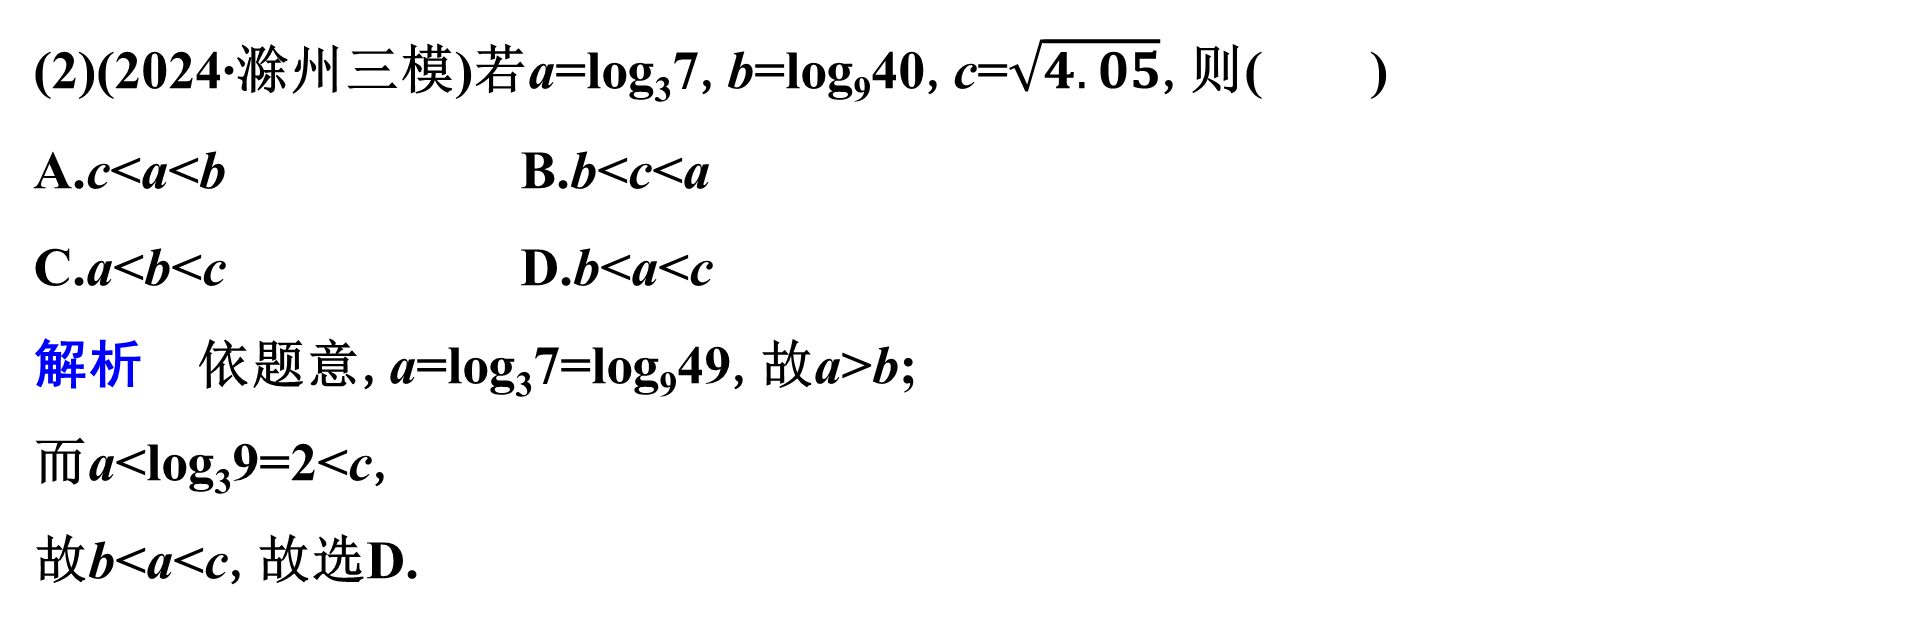 (2)(2024·滁州三模)若a=log₃7, b=log₉40, c=√4.05, 则(　　)
A.c<a<b　　B.b<c<a
C.a<b<c　　D.b<a<c
解析　依题意, a=log₃7=log₉49, 故a>b;
而a<log₃9=2<c,
故b<a<c, 故选D.